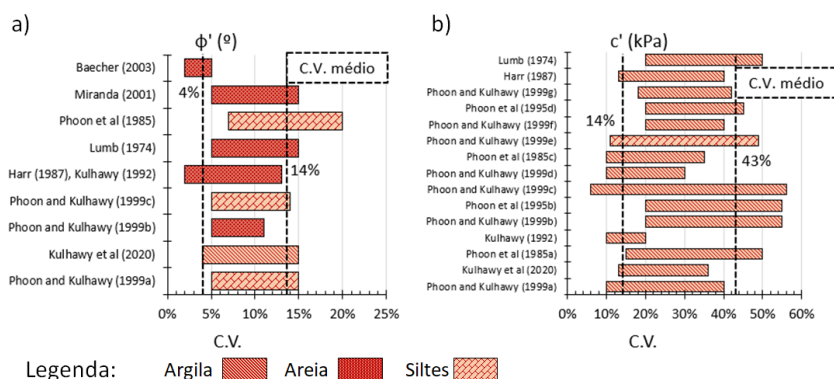 a)
ϕ' (º)
C.V. médio
Baecher (2003)
Miranda (2001)
Phoon et al (1985)
Lumb (1974)
Harr (1987), Kulhawy (1992)
Phoon and Kulhawy (1999c)
Phoon and Kulhawy (1999b)
Kulhawy et al (2020)
Phoon and Kulhawy (1999a)
4%
14%
0% 5% 10% 15% 20% 25%
C.V.
b)
c' (kPa)
C.V. médio
Lumb (1974)
Harr (1987)
Phoon and Kulhawy (1999g)
Phoon et al (1995d)
Phoon and Kulhawy (1999f)
Phoon and Kulhawy (1999e)
Phoon et al (1985c)
Phoon and Kulhawy (1999d)
Phoon and Kulhawy (1999c)
Phoon et al (1995b)
Phoon and Kulhawy (1999b)
Kulhawy (1992)
Phoon et al (1985a)
Kulhawy et al (2020)
Phoon and Kulhawy (1999a)
14%
43%
0% 10% 20% 30% 40% 50% 60%
C.V.
Legenda: Argila Areia Siltes